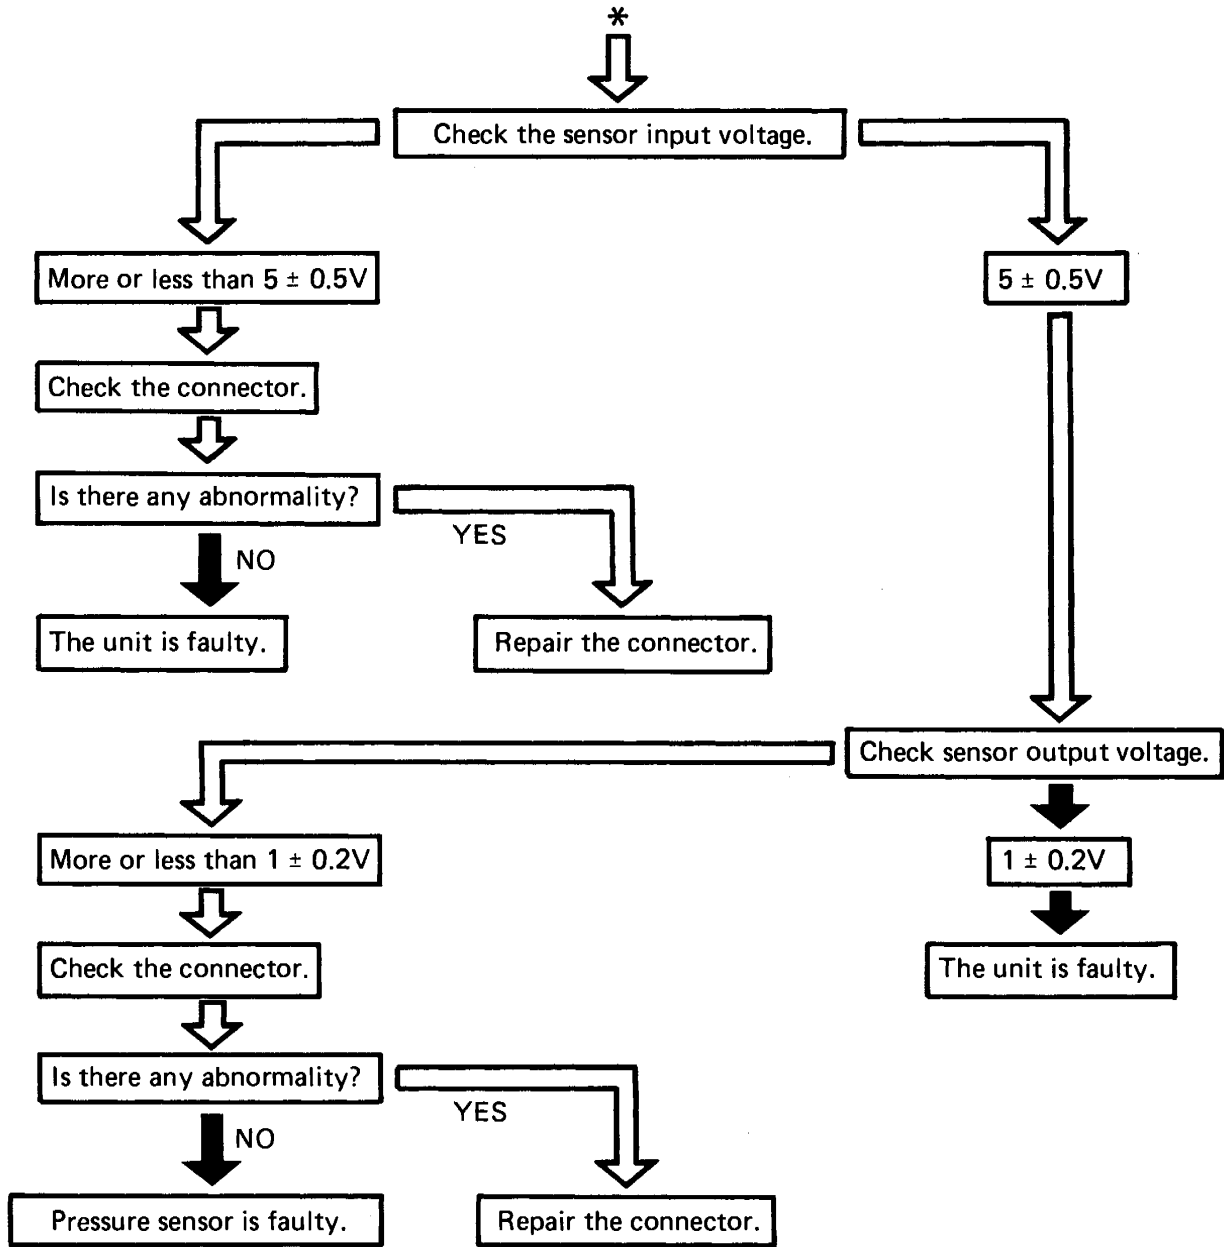 *
Check the sensor input voltage.
More or less than 5 ± 0.5V
5 ± 0.5V
Check the connector.
Is there any abnormality?
YES
NO
The unit is faulty.
Repair the connector.
Check sensor output voltage.
More or less than 1 ± 0.2V
1 ± 0.2V
Check the connector.
The unit is faulty.
Is there any abnormality?
YES
NO
Pressure sensor is faulty.
Repair the connector.